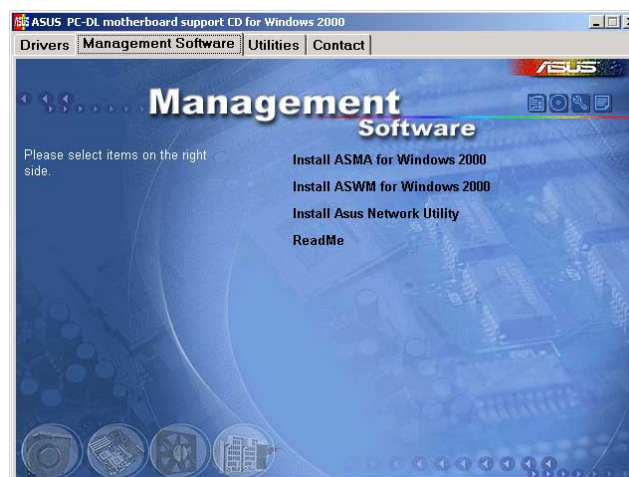 ASUS PC-DL motherboard support CD for Windows 2000
Drivers Management Software Utilities Contact
ASUS
Management
Software
Please select items on the right
side.
Install ASMA for Windows 2000
Install ASWM for Windows 2000
Install Asus Network Utility
ReadMe